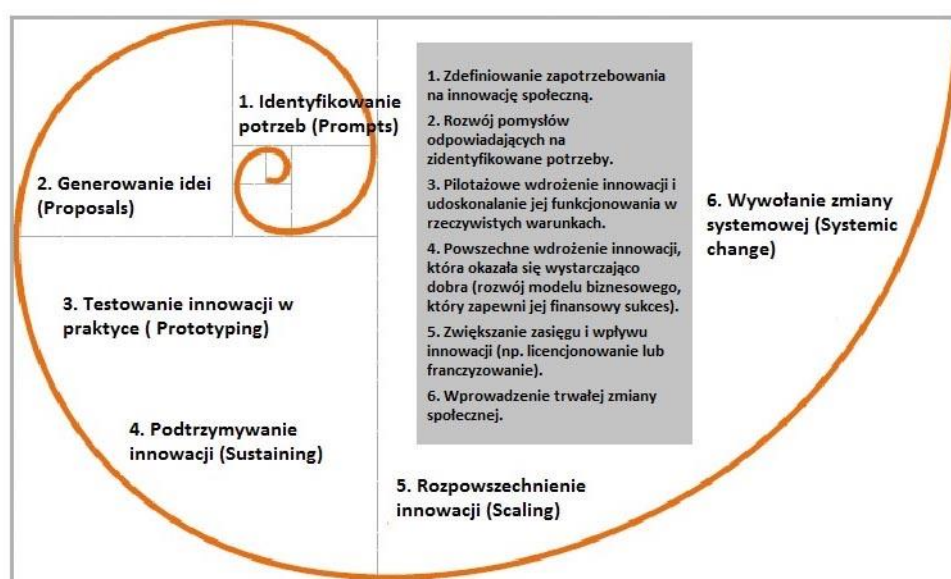 1. Identyfikowanie
potrzeb (Prompts)
2. Generowanie idei
(Proposals)
3. Testowanie innowacji w
praktyce ( Prototyping)
4. Podtrzymywanie
innowacji (Sustaining)
5. Rozpowszechnienie
innowacji (Scaling)
6. Wywołanie zmiany
systemowej (Systemic
change)
1. Zdefiniowanie zapotrzebowania
na innowację społeczną.
2. Rozwój pomysłów
odpowiadających na
zidentyfikowane potrzeby.
3. Pilotażowe wdrożenie innowacji i
udoskonalanie jej funkcjonowania w
rzeczywistych warunkach.
4. Powszechne wdrożenie innowacji,
która okazała się wystarczająco
dobra (rozwój modelu biznesowego,
który zapewni jej finansowy sukces).
5. Zwiększanie zasięgu i wpływu
innowacji (np. licencjonowanie lub
franczyzowanie).
6. Wprowadzenie trwałej zmiany
społecznej.